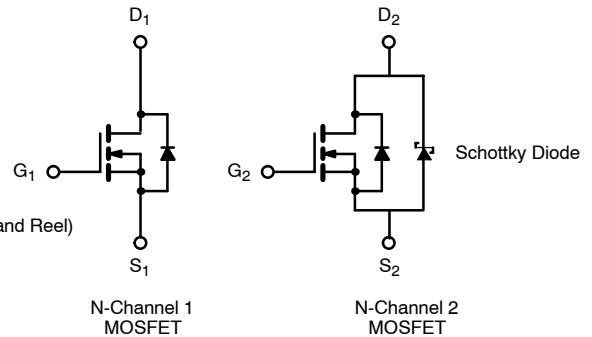 D1
D2
G1
G2
Schottky Diode
and Reel)
S1
S2
N-Channel 1
MOSFET
N-Channel 2
MOSFET